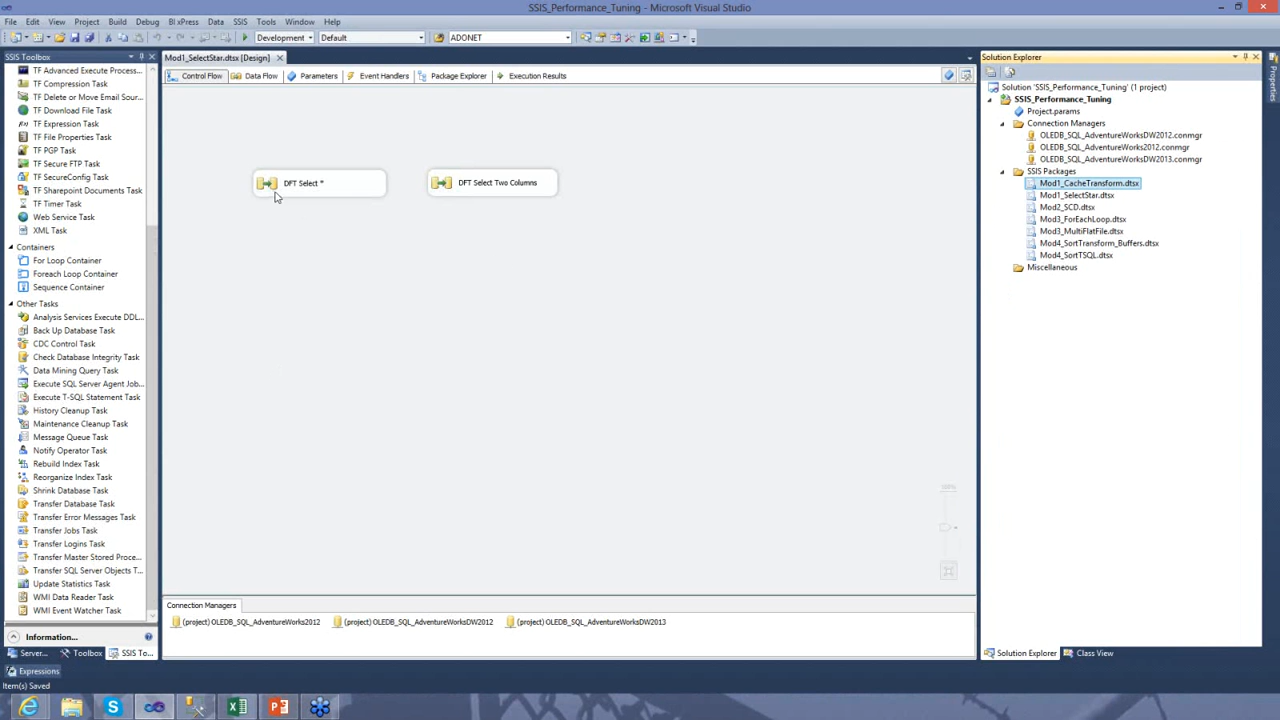 SSIS_Performance_Tuning - Microsoft Visual Studio
File Edit View Project Build Debug BI xPress Data SSIS Tools Window Help
Development Default ADONET
SSIS Toolbox
TF Advanced Execute Process...
TF Compression Task
TF Delete or Move Email Sour...
TF Download File Task
TF Expression Task
TF File Properties Task
TF PGP Task
TF Secure FTP Task
TF SequenceConfig Task
TF Sharepoint Documents Task
TF Timer Task
Web Service Task
XML Task
Containers
For Loop Container
Foreach Loop Container
Sequence Container
Other Tasks
Analysis Services Execute DDL...
Back Up Database Task
CDC Control Task
Check Database Integrity Task
Data Mining Query Task
Execute SQL Server Agent Job...
Execute T-SQL Statement Task
History Cleanup Task
Maintenance Cleanup Task
Message Queue Task
Notify Operator Task
Rebuild Index Task
Reorganize Index Task
Shrink Database Task
Transfer Database Task
Transfer Error Messages Task
Transfer Jobs Task
Transfer Logins Task
Transfer Master Stored Proce...
Transfer SQL Server Objects T...
Update Statistics Task
WMI Data Reader Task
WMI Event Watcher Task
Information...
Server... Toolbox SSIS To...
Expressions
Item(s) Saved
Mod1_SelectStar.dtsx [Design]
Control Flow Data Flow Parameters Event Handlers Package Explorer Execution Results
DFT Select * DFT Select Two Columns
Connection Managers
(project) OLEDB_SQL_AdventureWorks2012 (project) OLEDB_SQL_AdventureWorksDW2012 (project) OLEDB_SQL_AdventureWorksDW2013
Solution Explorer
Solution 'SSIS_Performance_Tuning' (1 project)
SSIS_Performance_Tuning
Project.params
Connection Managers
OLEDB_SQL_AdventureWorksDW2012.conmgr
OLEDB_SQL_AdventureWorks2012.conmgr
OLEDB_SQL_AdventureWorksDW2013.conmgr
SSIS Packages
Mod1_CacheTransform.dtsx
Mod1_SelectStar.dtsx
Mod2_SCD.dtsx
Mod3_ForEachLoop.dtsx
Mod3_MultiFlatFile.dtsx
Mod4_SortTransform_Buffers.dtsx
Mod4_SortTSQL.dtsx
Miscellaneous
Solution Explorer Class View
Properties